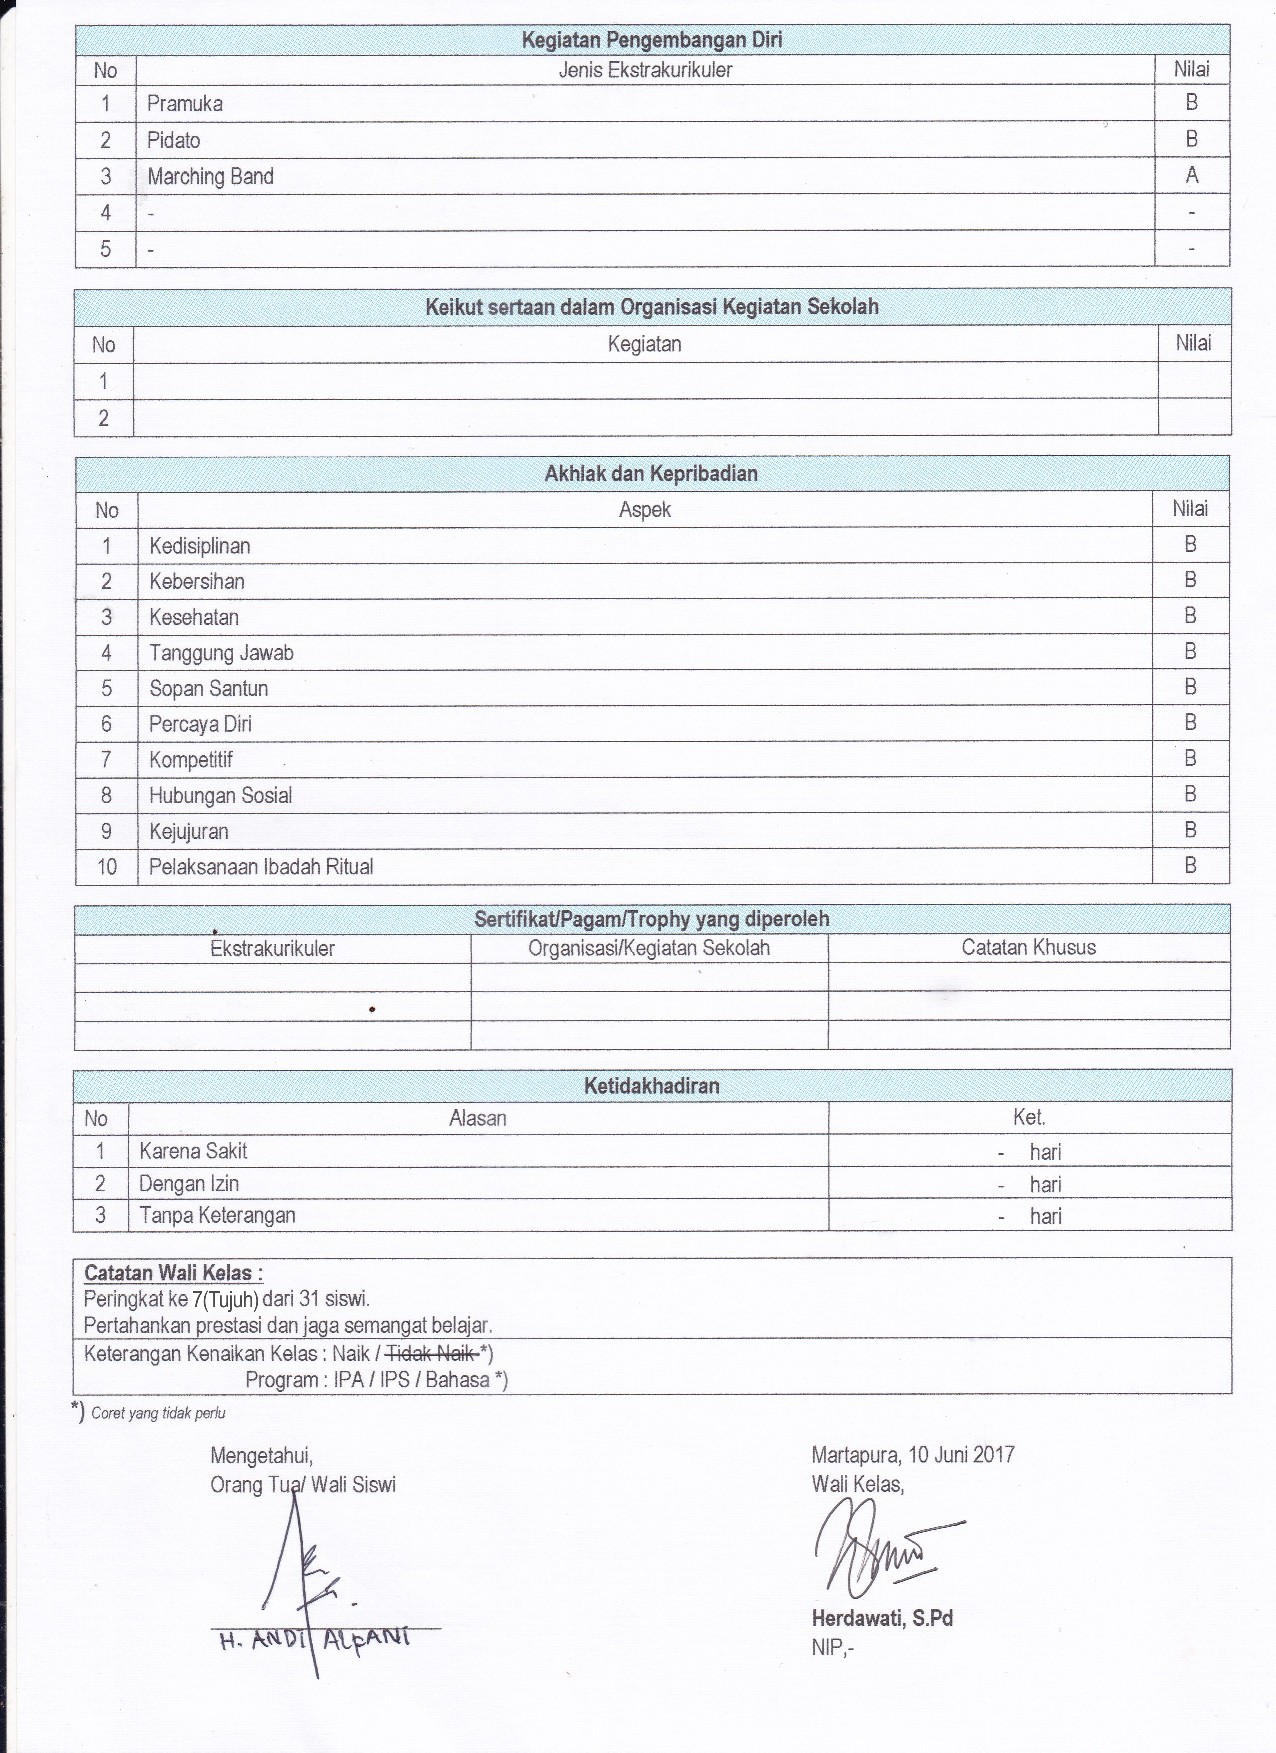 Kegiatan Pengembangan Diri
No Jenis Ekstrakurikuler Nilai
1 Pramuka B
2 Pidato B
3 Marching Band A
4 - -
5 - -
Keikut sertaan dalam Organisasi Kegiatan Sekolah
No Kegiatan Nilai
1
2
Akhlak dan Kepribadian
No Aspek Nilai
1 Kedisiplinan B
2 Kebersihan B
3 Kesehatan B
4 Tanggung Jawab B
5 Sopan Santun B
6 Percaya Diri B
7 Kompetitif B
8 Hubungan Sosial B
9 Kejujuran B
10 Pelaksanaan Ibadah Ritual B
Sertifikat/Pagam/Trophy yang diperoleh
Ekstrakurikuler Organisasi/Kegiatan Sekolah Catatan Khusus
Ketidakhadiran
No Alasan Ket.
1 Karena Sakit - hari
2 Dengan Izin - hari
3 Tanpa Keterangan - hari
Catatan Wali Kelas :
Peringkat ke 7(Tujuh) dari 31 siswi.
Pertahankan prestasi dan jaga semangat belajar.
Keterangan Kenaikan Kelas : Naik / Tidak Naik *)
Program : IPA / IPS / Bahasa *)
*) Coret yang tidak perlu
Mengetahui,
Orang Tua/ Wali Siswi
H. ANDI ALFANI
Martapura, 10 Juni 2017
Wali Kelas,
Herdawati, S.Pd
NIP,-